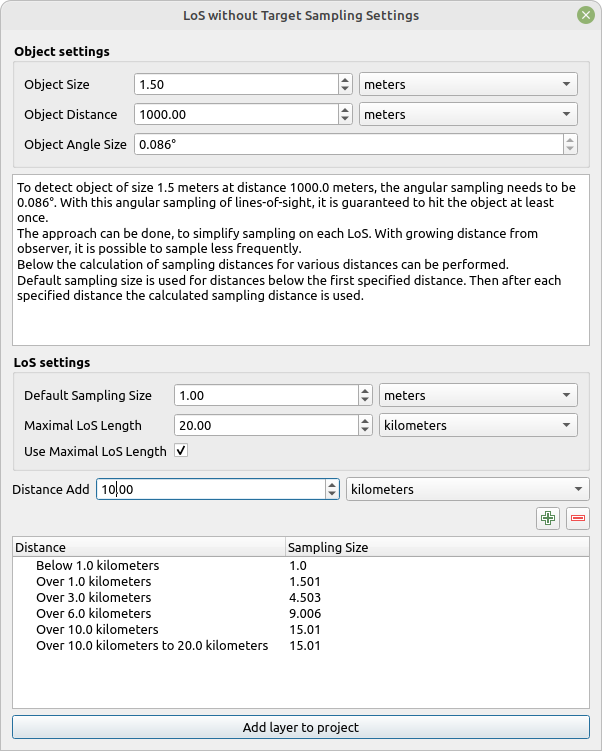 LoS without Target Sampling Settings
Object settings
Object Size 1.50 meters
Object Distance 1000.00 meters
Object Angle Size 0.086°
To detect object of size 1.5 meters at distance 1000.0 meters, the angular sampling needs to be
0.086°. With this angular sampling of lines-of-sight, it is guaranteed to hit the object at least
once.
The approach can be done, to simplify sampling on each LoS. With growing distance from
observer, it is possible to sample less frequently.
Below the calculation of sampling distances for various distances can be performed.
Default sampling size is used for distances below the first specified distance. Then after each
specified distance the calculated sampling distance is used.
LoS settings
Default Sampling Size 1.00 meters
Maximal LoS Length 20.00 kilometers
Use Maximal LoS Length
Distance Add 10.00 kilometers
Distance Sampling Size
Below 1.0 kilometers 1.0
Over 1.0 kilometers 1.501
Over 3.0 kilometers 4.503
Over 6.0 kilometers 9.006
Over 10.0 kilometers 15.01
Over 10.0 kilometers to 20.0 kilometers 15.01
Add layer to project